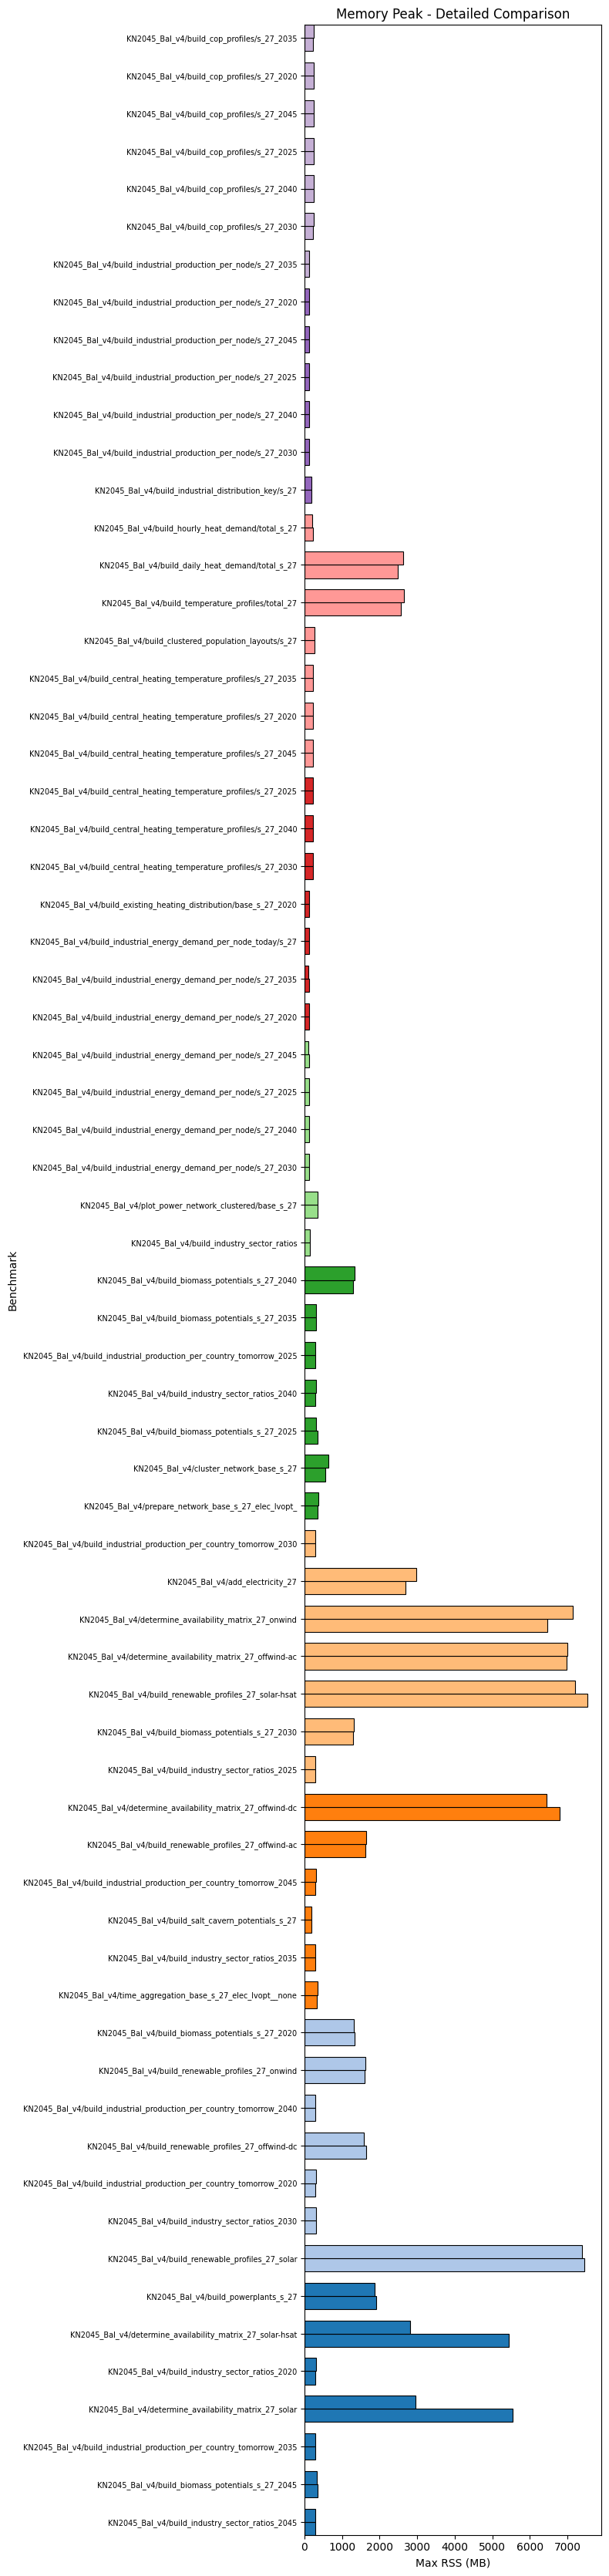 Memory Peak - Detailed Comparison
KN2045_Bal_v4/build_cop_profiles/s_27_2035
KN2045_Bal_v4/build_cop_profiles/s_27_2020
KN2045_Bal_v4/build_cop_profiles/s_27_2045
KN2045_Bal_v4/build_cop_profiles/s_27_2025
KN2045_Bal_v4/build_cop_profiles/s_27_2040
KN2045_Bal_v4/build_cop_profiles/s_27_2030
KN2045_Bal_v4/build_industrial_production_per_node/s_27_2035
KN2045_Bal_v4/build_industrial_production_per_node/s_27_2020
KN2045_Bal_v4/build_industrial_production_per_node/s_27_2045
KN2045_Bal_v4/build_industrial_production_per_node/s_27_2025
KN2045_Bal_v4/build_industrial_production_per_node/s_27_2040
KN2045_Bal_v4/build_industrial_production_per_node/s_27_2030
KN2045_Bal_v4/build_industrial_distribution_key/s_27
KN2045_Bal_v4/build_hourly_heat_demand/total_s_27
KN2045_Bal_v4/build_daily_heat_demand/total_s_27
KN2045_Bal_v4/build_temperature_profiles/total_27
KN2045_Bal_v4/build_clustered_population_layouts/s_27
KN2045_Bal_v4/build_central_heating_temperature_profiles/s_27_2035
KN2045_Bal_v4/build_central_heating_temperature_profiles/s_27_2020
KN2045_Bal_v4/build_central_heating_temperature_profiles/s_27_2045
KN2045_Bal_v4/build_central_heating_temperature_profiles/s_27_2025
KN2045_Bal_v4/build_central_heating_temperature_profiles/s_27_2040
KN2045_Bal_v4/build_central_heating_temperature_profiles/s_27_2030
KN2045_Bal_v4/build_existing_heating_distribution/base_s_27_2020
KN2045_Bal_v4/build_industrial_energy_demand_per_node_today/s_27
KN2045_Bal_v4/build_industrial_energy_demand_per_node/s_27_2035
KN2045_Bal_v4/build_industrial_energy_demand_per_node/s_27_2020
KN2045_Bal_v4/build_industrial_energy_demand_per_node/s_27_2045
KN2045_Bal_v4/build_industrial_energy_demand_per_node/s_27_2025
KN2045_Bal_v4/build_industrial_energy_demand_per_node/s_27_2040
KN2045_Bal_v4/build_industrial_energy_demand_per_node/s_27_2030
KN2045_Bal_v4/plot_power_network_clustered/base_s_27
KN2045_Bal_v4/build_industry_sector_ratios
Benchmark
KN2045_Bal_v4/build_biomass_potentials_s_27_2040
KN2045_Bal_v4/build_biomass_potentials_s_27_2035
KN2045_Bal_v4/build_industrial_production_per_country_tomorrow_2025
KN2045_Bal_v4/build_industry_sector_ratios_2040
KN2045_Bal_v4/build_biomass_potentials_s_27_2025
KN2045_Bal_v4/cluster_network_base_s_27
KN2045_Bal_v4/prepare_network_base_s_27_elec_lvopt_
KN2045_Bal_v4/build_industrial_production_per_country_tomorrow_2030
KN2045_Bal_v4/add_electricity_27
KN2045_Bal_v4/determine_availability_matrix_27_onwind
KN2045_Bal_v4/determine_availability_matrix_27_offwind-ac
KN2045_Bal_v4/build_renewable_profiles_27_solar-hsat
KN2045_Bal_v4/build_biomass_potentials_s_27_2030
KN2045_Bal_v4/build_industry_sector_ratios_2025
KN2045_Bal_v4/determine_availability_matrix_27_offwind-dc
KN2045_Bal_v4/build_renewable_profiles_27_offwind-ac
KN2045_Bal_v4/build_industrial_production_per_country_tomorrow_2045
KN2045_Bal_v4/build_salt_cavern_potentials_s_27
KN2045_Bal_v4/build_industry_sector_ratios_2035
KN2045_Bal_v4/time_aggregation_base_s_27_elec_lvopt__none
KN2045_Bal_v4/build_biomass_potentials_s_27_2020
KN2045_Bal_v4/build_renewable_profiles_27_onwind
KN2045_Bal_v4/build_industrial_production_per_country_tomorrow_2040
KN2045_Bal_v4/build_renewable_profiles_27_offwind-dc
KN2045_Bal_v4/build_industrial_production_per_country_tomorrow_2020
KN2045_Bal_v4/build_industry_sector_ratios_2030
KN2045_Bal_v4/build_renewable_profiles_27_solar
KN2045_Bal_v4/build_powerplants_s_27
KN2045_Bal_v4/determine_availability_matrix_27_solar-hsat
KN2045_Bal_v4/build_industry_sector_ratios_2020
KN2045_Bal_v4/determine_availability_matrix_27_solar
KN2045_Bal_v4/build_industrial_production_per_country_tomorrow_2035
KN2045_Bal_v4/build_biomass_potentials_s_27_2045
KN2045_Bal_v4/build_industry_sector_ratios_2045
0 1000 2000 3000 4000 5000 6000 7000
Max RSS (MB)